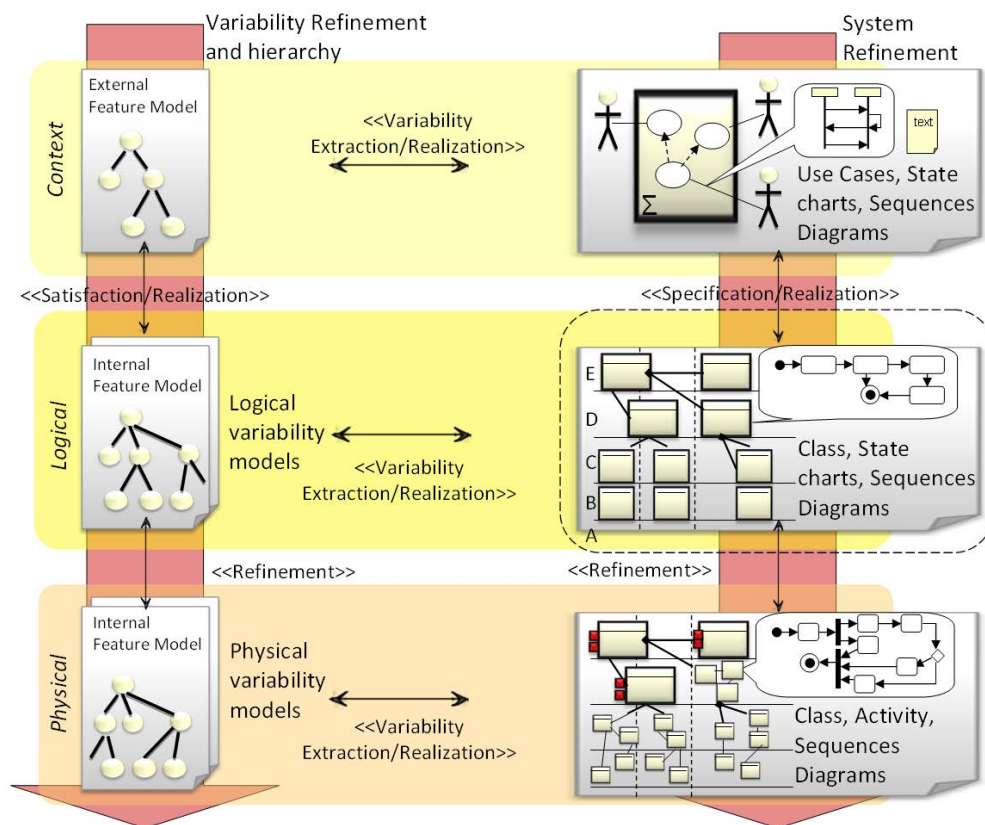 Variability Refinement
and hierarchy
System
Refinement
Context
External
Feature Model
<<Variability
Extraction/Realization>>
text
Σ
Use Cases, State
charts, Sequences
Diagrams
<<Satisfaction/Realization>>
<<Specification/Realization>>
Logical
Internal
Feature Model
Logical
variability
models
<<Variability
Extraction/Realization>>
E
D
C
B
A
Class, State
charts, Sequences
Diagrams
<<Refinement>>
<<Refinement>>
Physical
Internal
Feature Model
Physical
variability
models
<<Variability
Extraction/Realization>>
Class, Activity,
Sequences
Diagrams